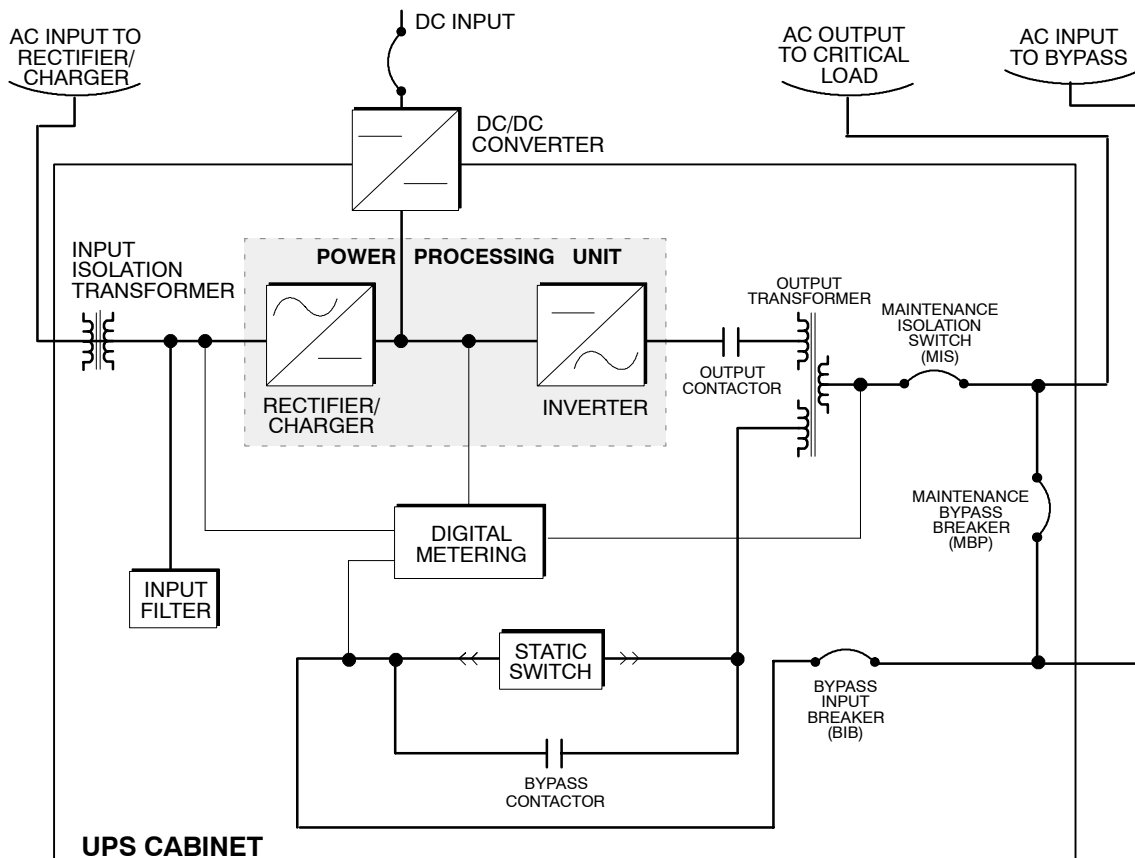 DC INPUT
AC INPUT TO
RECTIFIER/
CHARGER
AC OUTPUT
TO CRITICAL
LOAD
AC INPUT
TO BYPASS
DC/DC
CONVERTER
INPUT
ISOLATION
TRANSFORMER
POWER PROCESSING UNIT
RECTIFIER/
CHARGER
INVERTER
OUTPUT
TRANSFORMER
OUTPUT
CONTACTOR
MAINTENANCE
ISOLATION
SWITCH
(MIS)
DIGITAL
METERING
MAINTENANCE
BYPASS
BREAKER
(MBP)
INPUT
FILTER
STATIC
SWITCH
BYPASS
INPUT
BREAKER
(BIB)
BYPASS
CONTACTOR
UPS CABINET